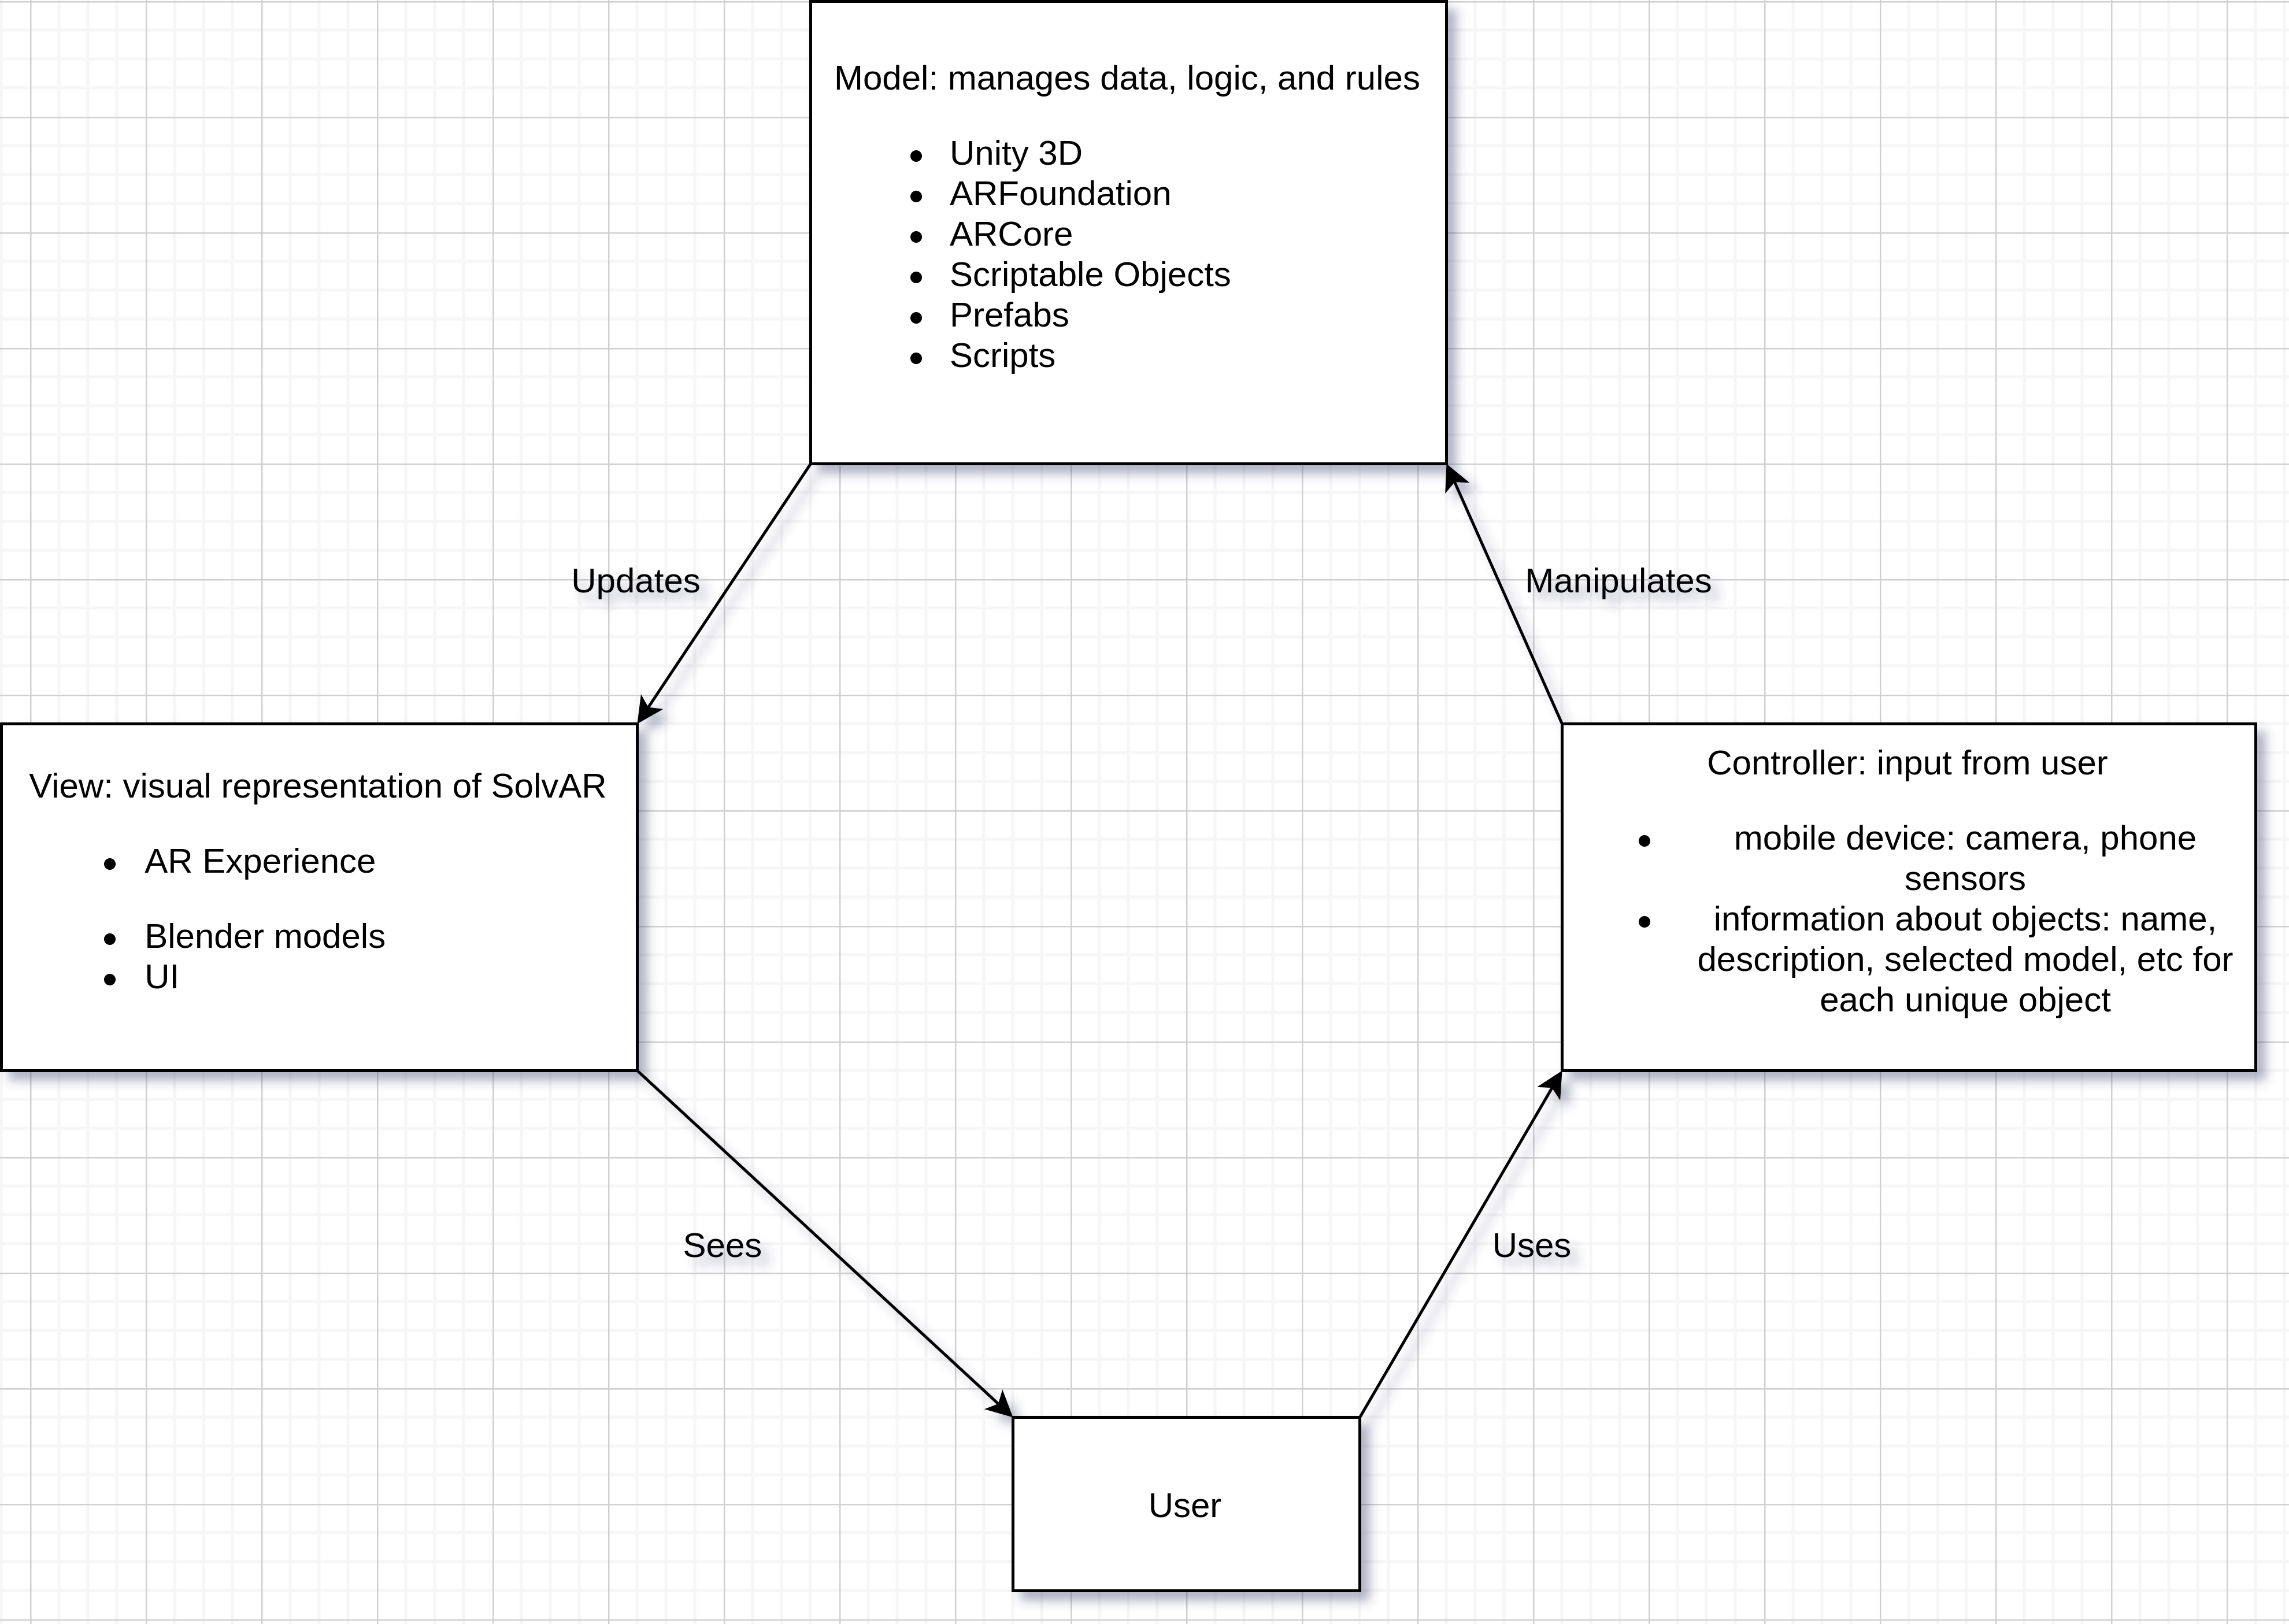 Model: manages data, logic, and rules
Unity 3D
ARFoundation
ARCore
Scriptable Objects
Prefabs
Scripts
Updates
Manipulates
View: visual representation of SolvAR
AR Experience
Blender models
UI
Controller: input from user
mobile device: camera, phone
sensors
information about objects: name,
description, selected model, etc for
each unique object
Sees
Uses
User